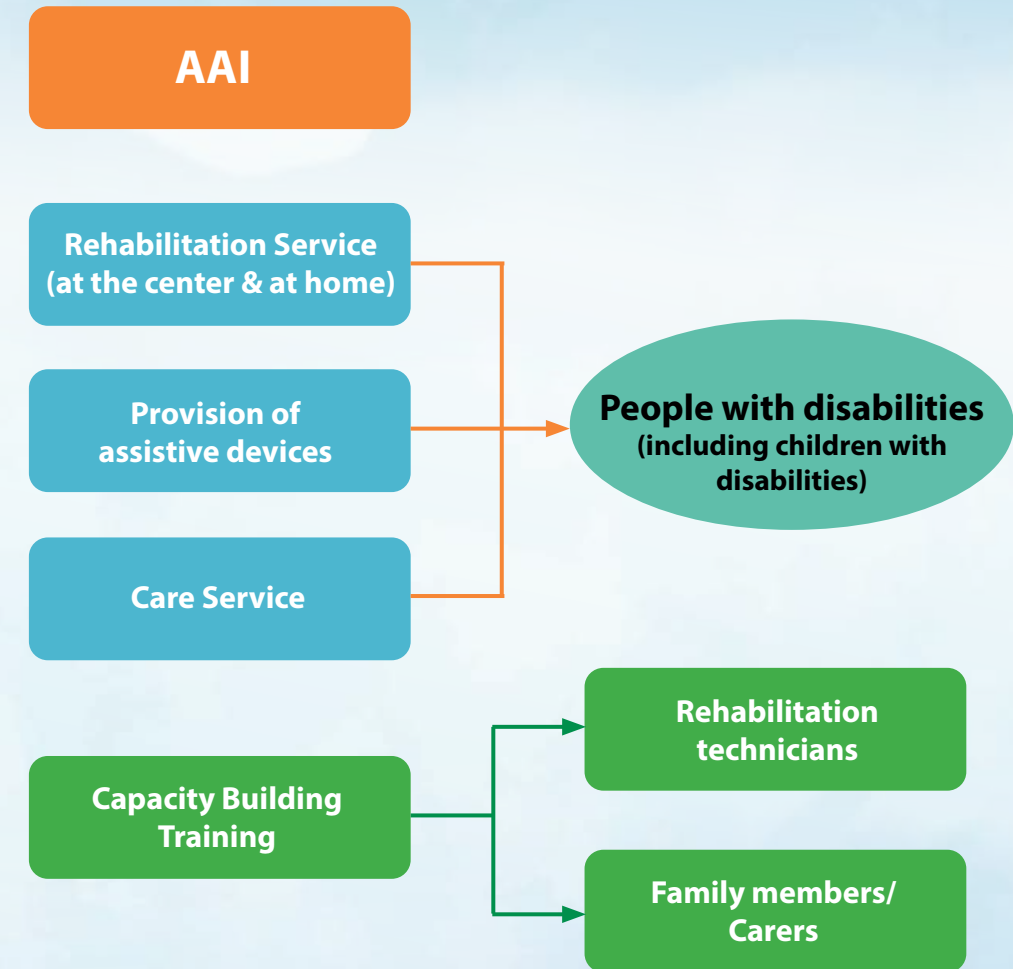 AAI
Rehabilitation Service
(at the center & at home)
Provision of
assistive devices
Care Service
People with disabilities
(including children with
disabilities)
Capacity Building
Training
Rehabilitation
technicians
Family members/
Carers